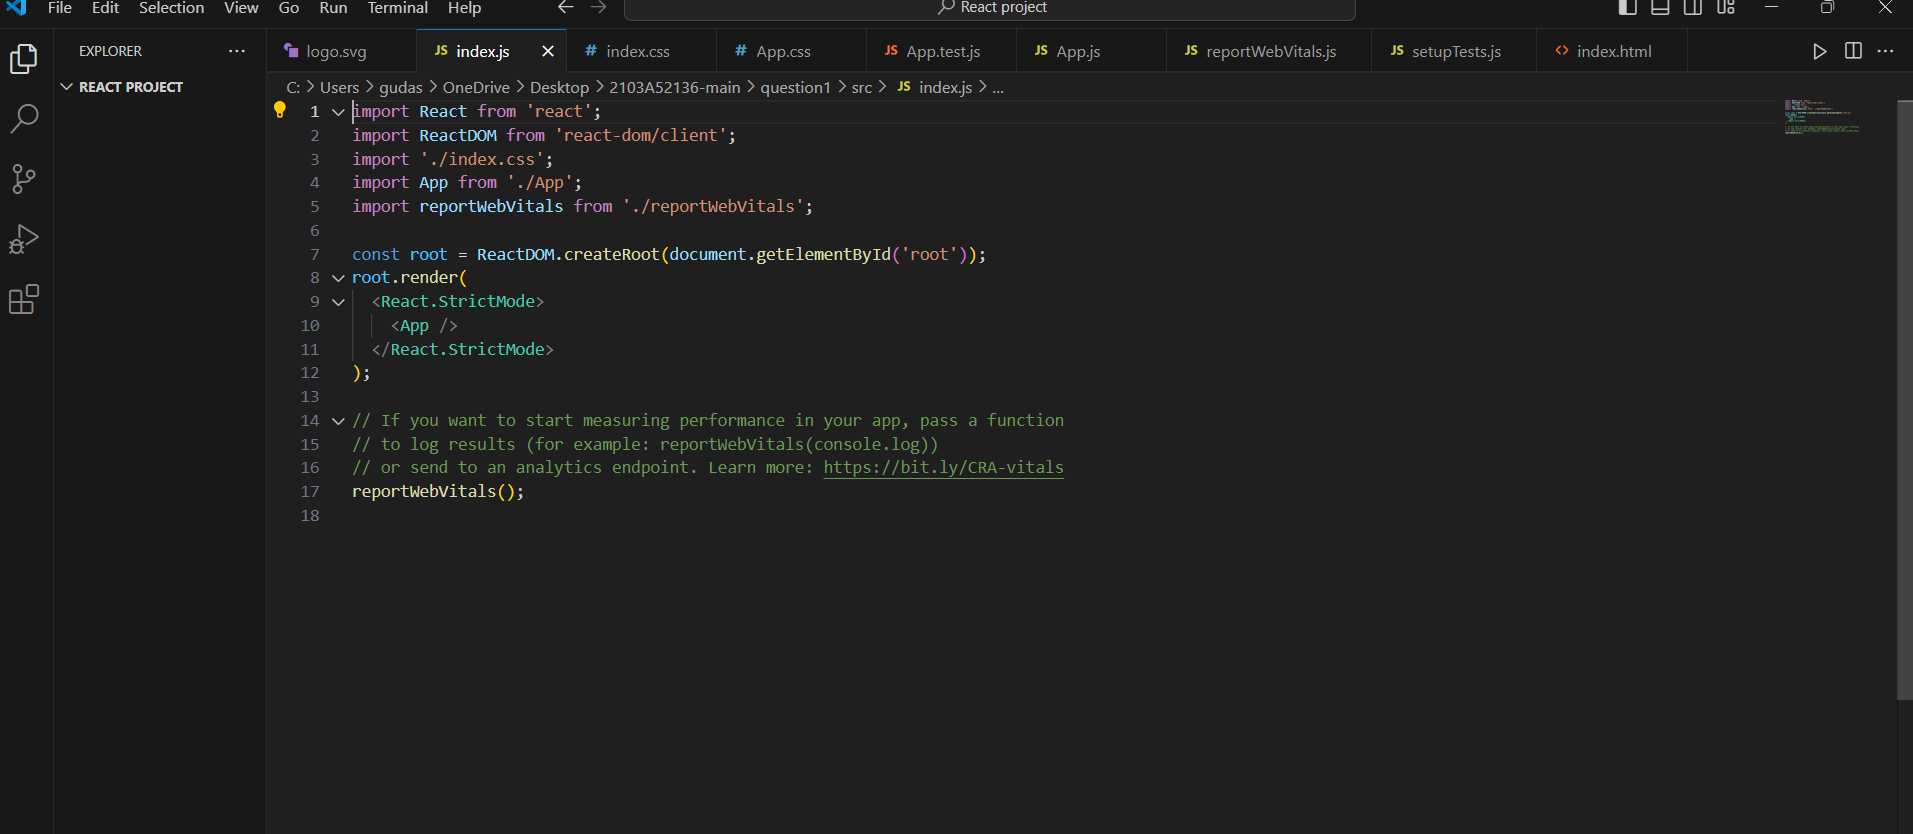 File Edit Selection View Go Run Terminal Help
React project
EXPLORER
REACT PROJECT
logo.svg
JS index.js
# index.css
# App.css
JS App.test.js
JS App.js
JS reportWebVitals.js
JS setupTests.js
<> index.html
C: > Users > gudas > OneDrive > Desktop > 2103A52136-main > question1 > src > JS index.js > ...
1 import React from 'react';
2 import ReactDOM from 'react-dom/client';
3 import './index.css';
4 import App from './App';
5 import reportWebVitals from './reportWebVitals';
6
7 const root = ReactDOM.createRoot(document.getElementById('root'));
8 root.render(
9 <React.StrictMode>
10 <App />
11 </React.StrictMode>
12 );
13
14 // If you want to start measuring performance in your app, pass a function
15 // to log results (for example: reportWebVitals(console.log))
16 // or send to an analytics endpoint. Learn more: https://bit.ly/CRA-vitals
17 reportWebVitals();
18